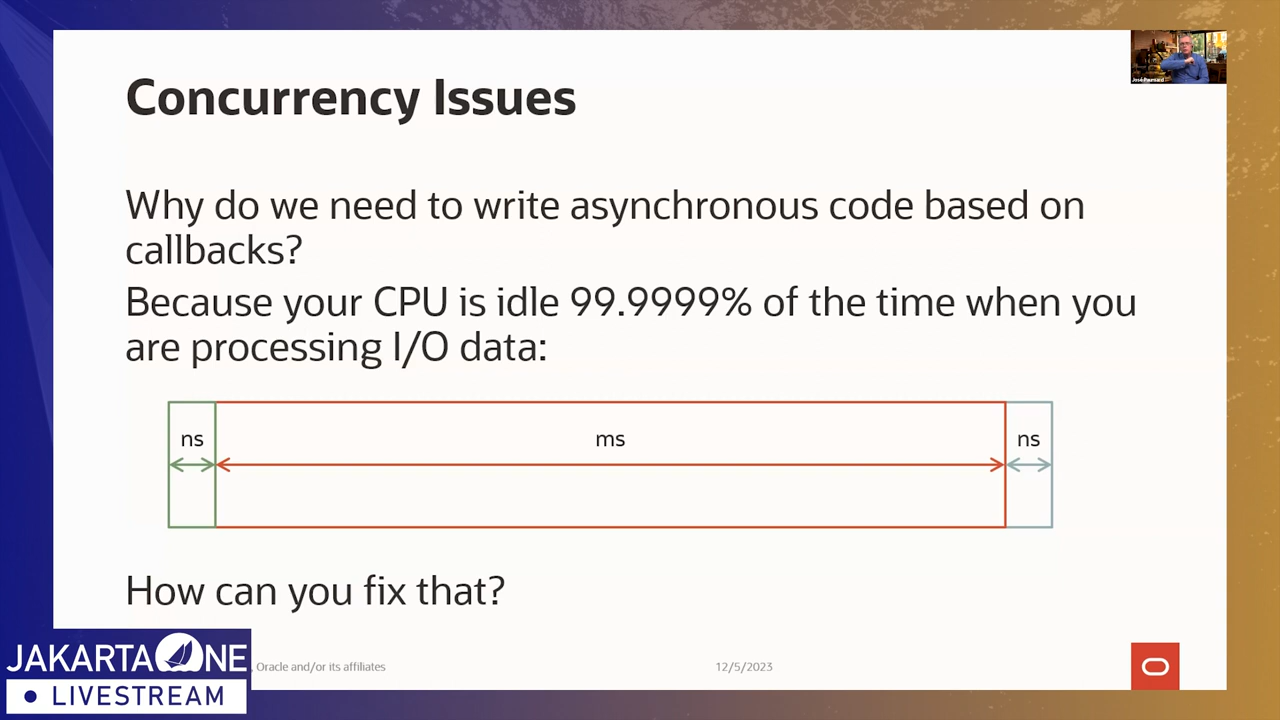 Concurrency Issues
Why do we need to write asynchronous code based on
callbacks?
Because your CPU is idle 99.9999% of the time when you
are processing I/O data:
ns
ms
ns
How can you fix that?
Oracle and/or its affiliates
12/5/2023
JAKARTA ONE
LIVESTREAM